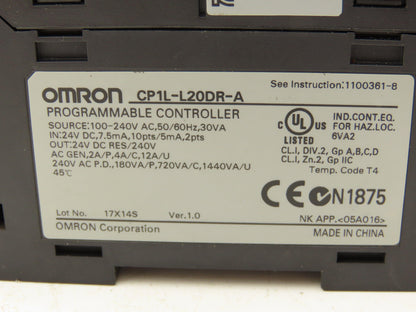 See Instruction:1100361-8
OMRON CP1L-L20DR-A
PROGRAMMABLE CONTROLLER
SOURCE:100-240V AC,50/60Hz,30VA
IN:24V DC,7.5mA,10pts/5mA,2pts
OUT:24V DC RES/240V
AC GEN,2A/P,4A/C,12A/U
240V AC P.D.,180VA/P,720VA/C,1440VA/U
45℃
c UL US
LISTED
IND.CONT.EQ.
FOR HAZ.LOC.
6VA2
CL.I, DIV.2, Gp A,B,C,D
CL.I, Zn.2, Gp IIC
Temp. Code T4
CE N1875
Lot No. 17X14S Ver.1.0
NK APP.<05A016>
OMRON Corporation
MADE IN CHINA